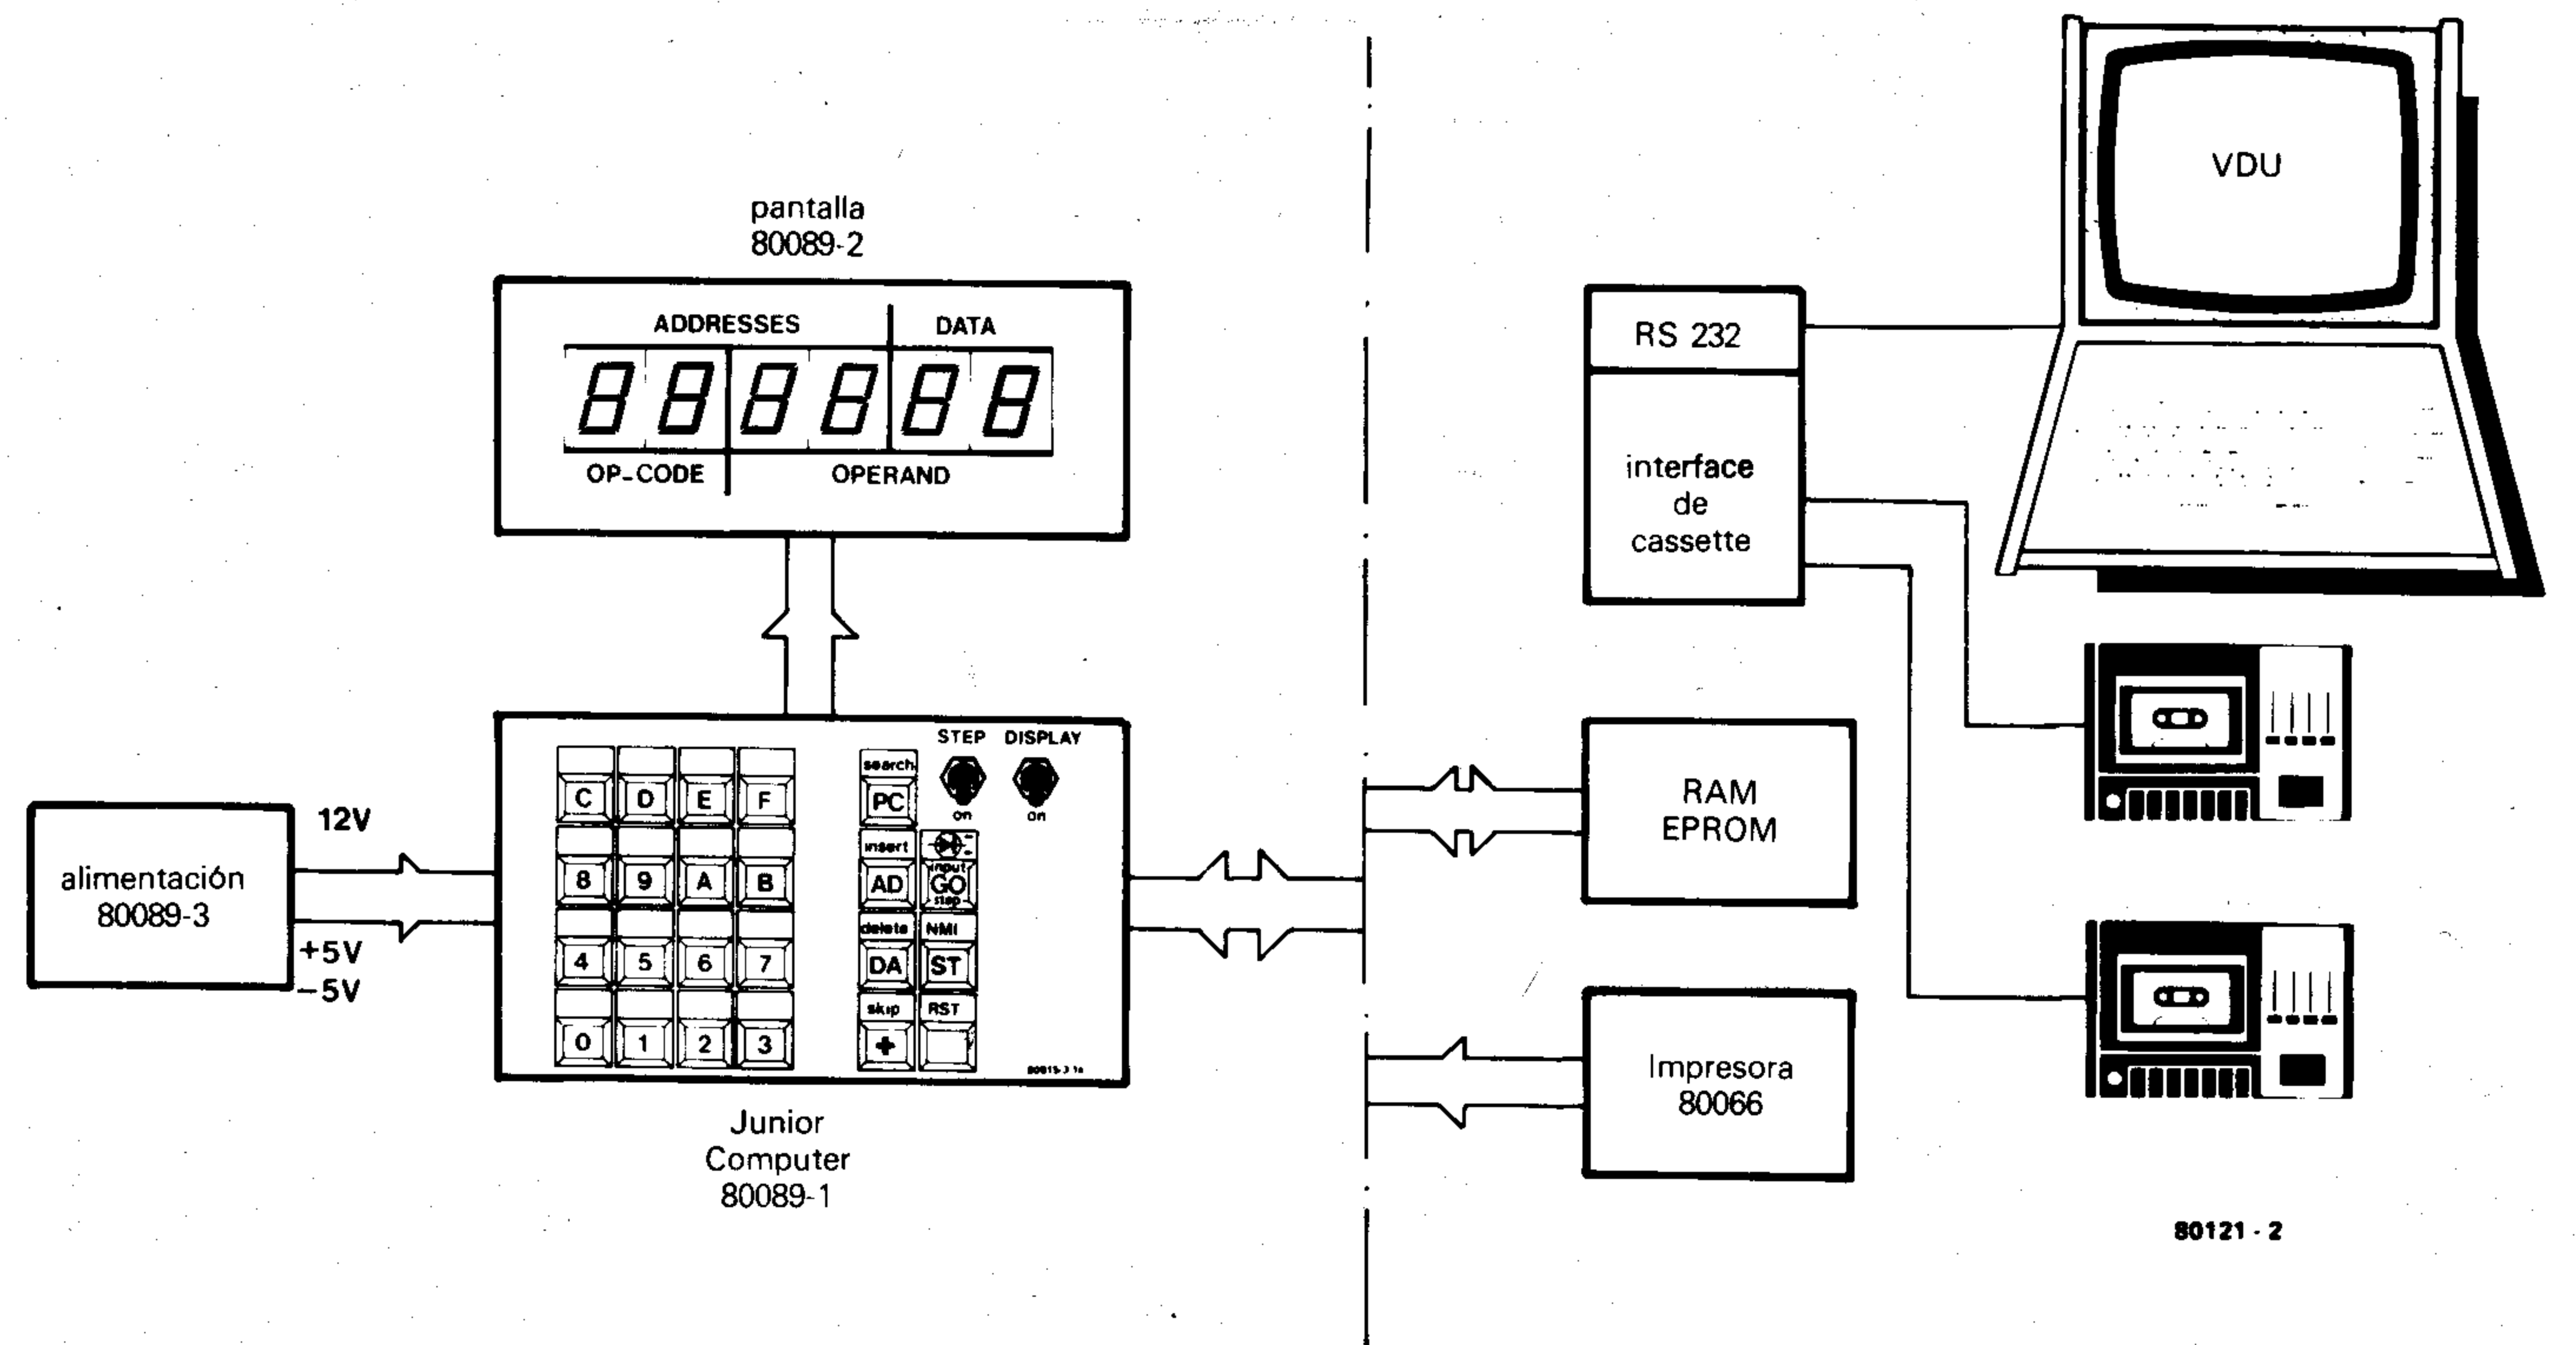 pantalla
80089-2
ADDRESSES
DATA
OP-CODE
OPERAND
VDU
RS 232
interface
de
cassette
alimentación
80089-3
12V
+5V
-5V
STEP DISPLAY
on on
search
PC
C D E F
insert
input
AD GO
step
8 9 A B
delete NMI
DA ST
4 5 6 7
skip RST
+
0 1 2 3
Junior
Computer
80089-1
RAM
EPROM
Impresora
80066
80121 - 2